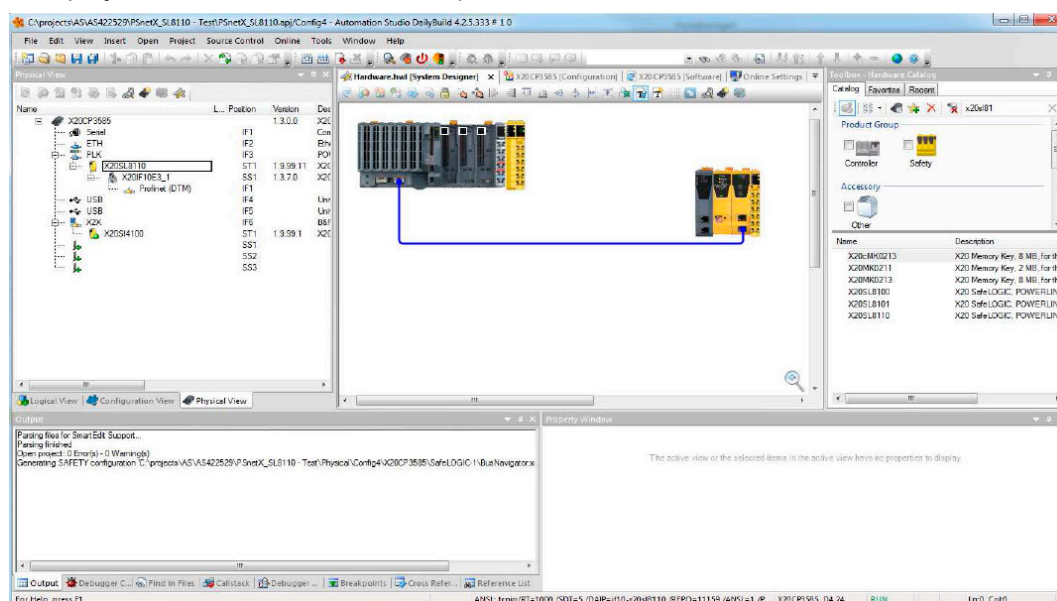 C:\projects\AS\AS422529\PSnetX_SL8110 - Test\PSnetX_SL8110.apj/Config4 - Automation Studio DailyBuild 4.2.5.333 # 1.0
File Edit View Insert Open Project Source Control Online Tools Window Help
Physical View
Name L... Position Version
X20CP3585 1.3.0.0 X20
Serial IF1
ETH IF2
PLK IF3
X20SL8110 ST1 1.9.99.11 X20
X20IF10E3_1 SS1 1.3.7.0 X20
Profinet (DTM) IF1
USB IF4
USB IF5
X2X IF6
X20SI4100 ST1 1.9.99.1 X20
SS1
SS2
SS3
Logical View Configuration View Physical View
Hardware.hwl [System Designer] X20CP3585 [Configuration] X20CP3585 [Software] Online Settings
Toolbox - Hardware Catalog
Catalog Favorites Recent
x20sl81
Product Group
Controller Safety
Accessory
Other
Name Description
X20cMK0213 X20 Memory Key, 8 MB, for th
X20MK0211 X20 Memory Key, 2 MB, for th
X20MK0213 X20 Memory Key, 8 MB, for th
X20SL8100 X20 SafeLOGIC, POWERLIN
X20SL8101 X20 SafeLOGIC, POWERLIN
X20SL8110 X20 SafeLOGIC, POWERLIN
Output
Parsing files for SmartEdit Support...
Parsing finished
Open project: 0 Error(s) - 0 Warning(s)
Generating SAFETY configuration 'C:\projects\AS\AS422529\PSnetX_SL8110 - Test\Physical\Config4\X20CP3585\SafeLOGIC-1\BusNavigator.x
Output Debugger C... Find in Files Callstack Debugger ... Breakpoints Cross Refer... Reference List
Property Window
The active view or the selected items in the active view have no properties to display.
For Help, press F1
X20CP3585 RUN Ln:0, Col:0